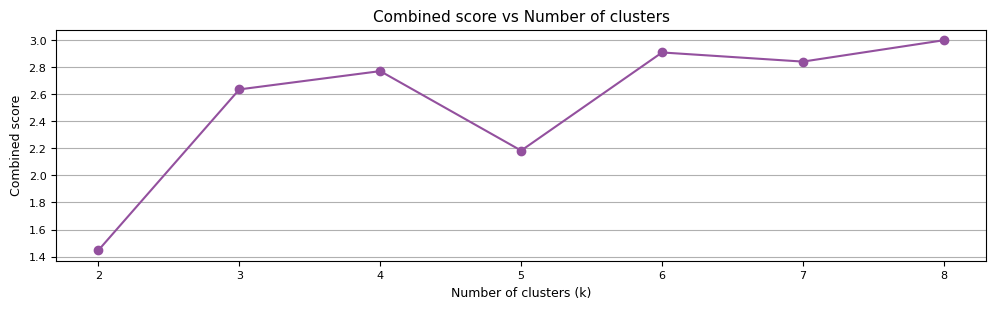 Combined score vs Number of clusters
Combined score
3.0
2.8
2.6
2.4
2.2
2.0
1.8
1.6
1.4
2 3 4 5 6 7 8
Number of clusters (k)